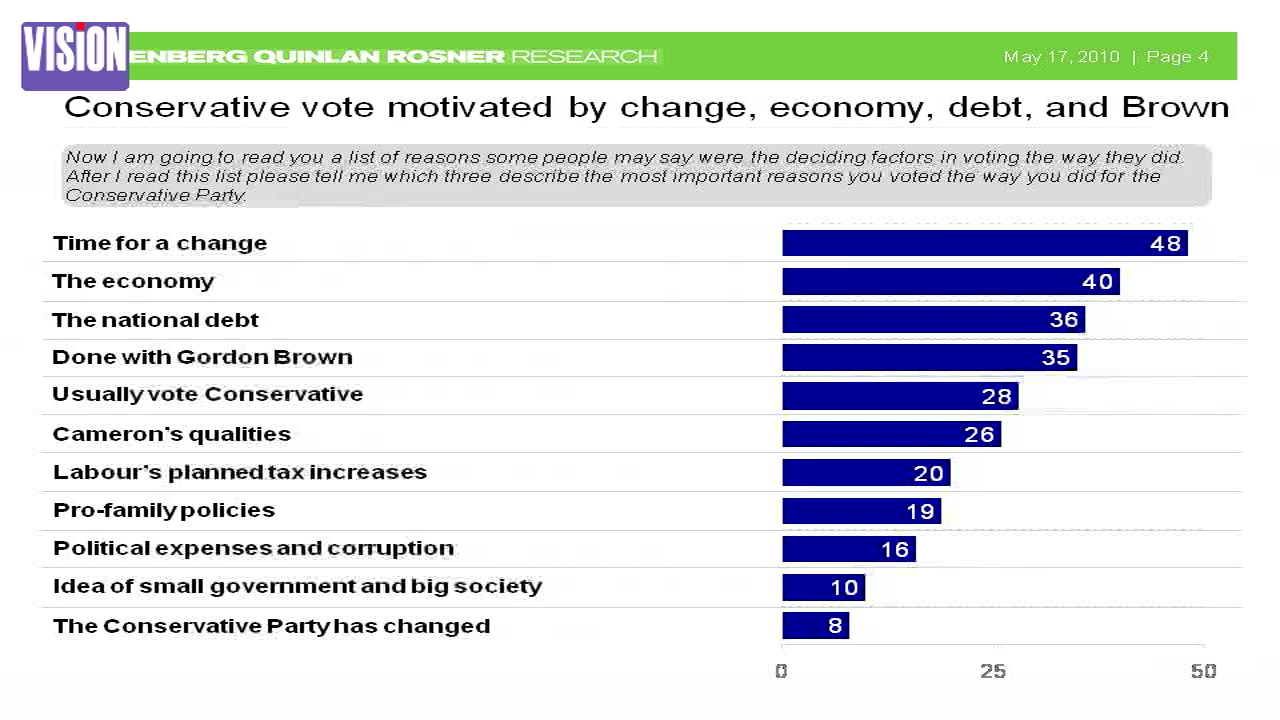 VISION
ENBERG QUINLAN ROSNER RESEARCH
May 17, 2010 | Page 4
Conservative vote motivated by change, economy, debt, and Brown
Now I am going to read you a list of reasons some people may say were the deciding factors in voting the way they did.
After I read this list please tell me which three describe the most important reasons you voted the way you did for the
Conservative Party.
Time for a change 48
The economy 40
The national debt 36
Done with Gordon Brown 35
Usually vote Conservative 28
Cameron's qualities 26
Labour's planned tax increases 20
Pro-family policies 19
Political expenses and corruption 16
Idea of small government and big society 10
The Conservative Party has changed 8
0 25 50